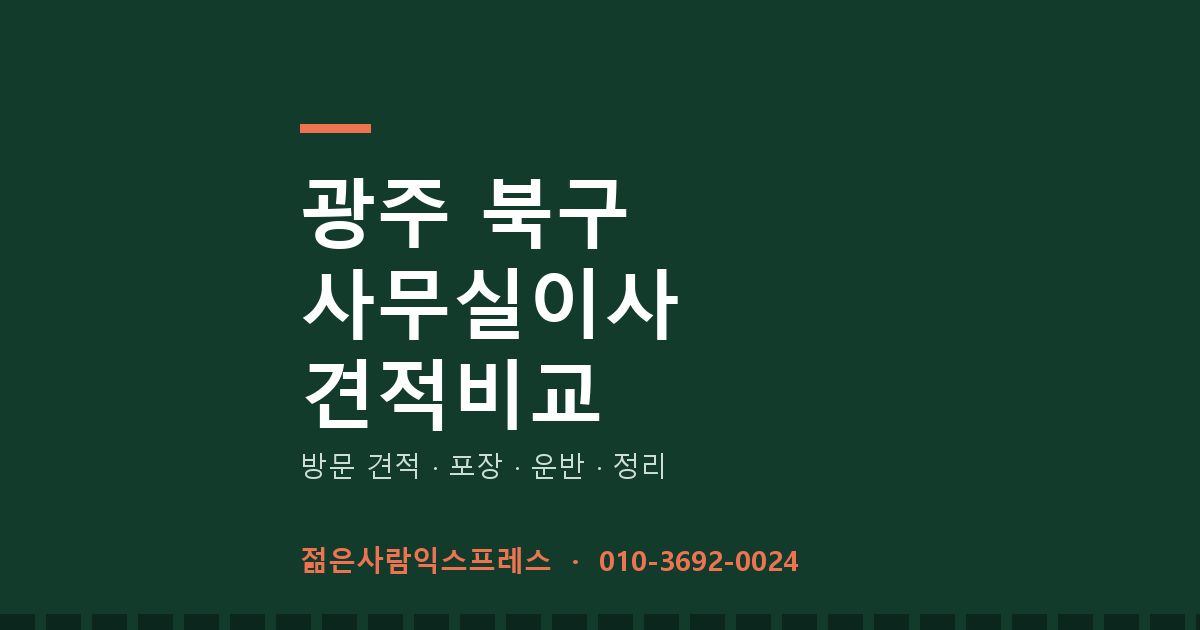 광주 북구
사무실이사
견적비교
방문 견적 · 포장 · 운반 · 정리
젊은사람익스프레스 · 010-3692-0024